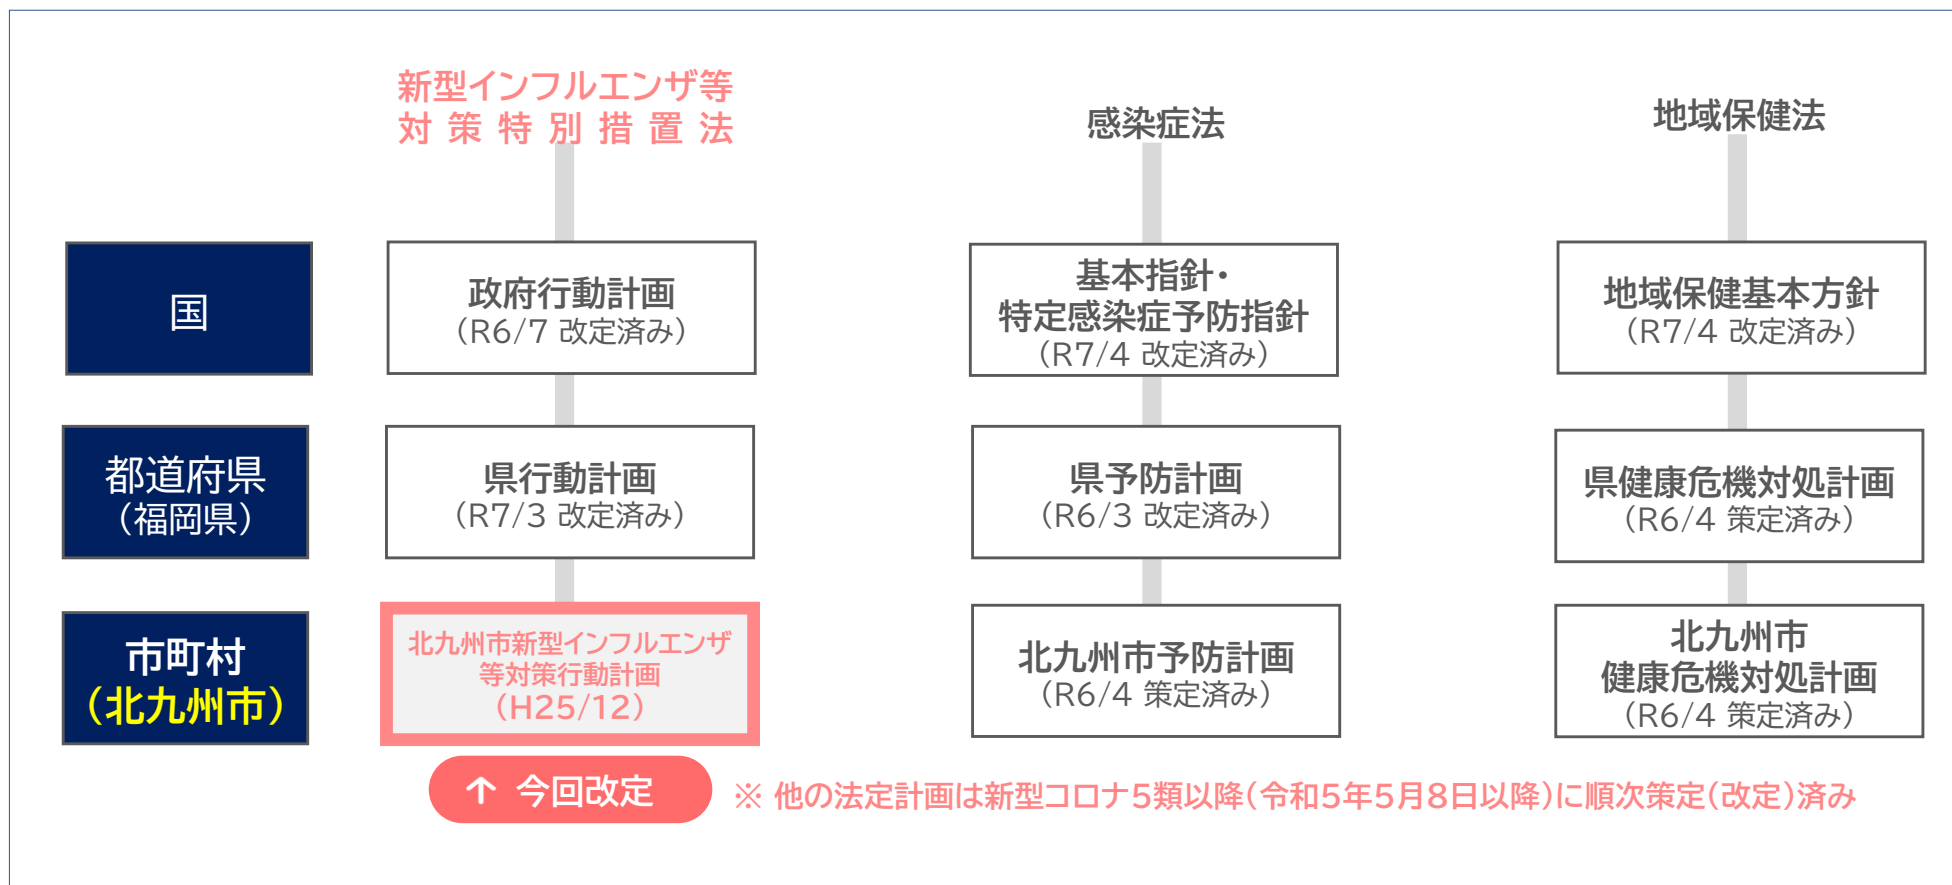 新型インフルエンザ等
対策特別措置法
感染症法
地域保健法
国
政府行動計画
（R6/7 改定済み）
基本指針・
特定感染症予防指針
（R7/4 改定済み）
地域保健基本方針
（R7/4 改定済み）
都道府県
（福岡県）
県行動計画
（R7/3 改定済み）
県予防計画
（R6/3 改定済み）
県健康危機対処計画
（R6/4 策定済み）
市町村
（北九州市）
北九州市新型インフルエンザ
等対策行動計画
（H25/12）
北九州市予防計画
（R6/4 策定済み）
北九州市
健康危機対処計画
（R6/4 策定済み）
↑ 今回改定
※ 他の法定計画は新型コロナ5類以降（令和5年5月8日以降）に順次策定（改定）済み